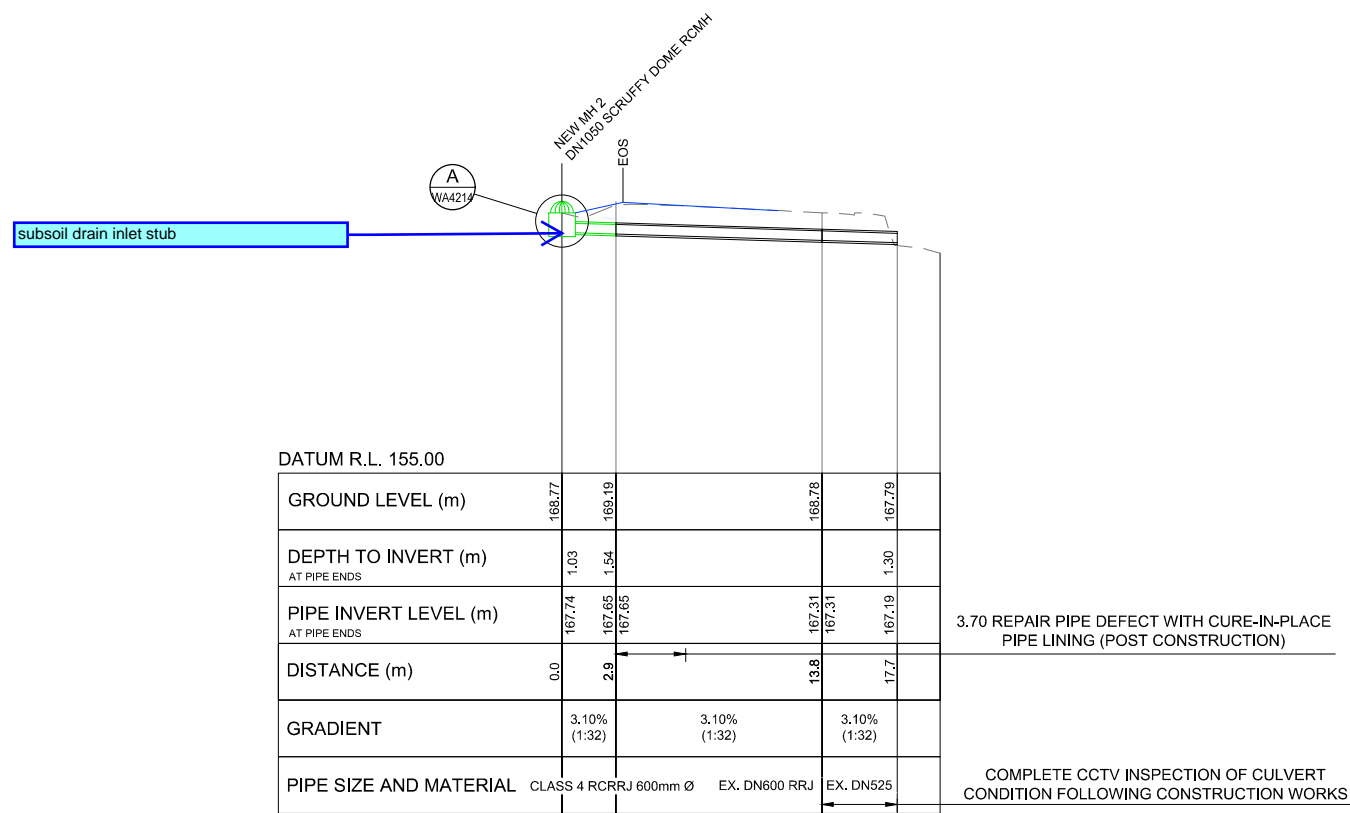 NEW MH 2
DN1050 SCRUFFY DOME RCMH
EOS
A
WA4214
subsoil drain inlet stub
DATUM R.L. 155.00
GROUND LEVEL (m)
168.77
169.19
168.78
167.79
DEPTH TO INVERT (m)
AT PIPE ENDS
1.03
1.54
1.30
PIPE INVERT LEVEL (m)
AT PIPE ENDS
167.74
167.65
167.65
167.31
167.31
167.19
3.70 REPAIR PIPE DEFECT WITH CURE-IN-PLACE
PIPE LINING (POST CONSTRUCTION)
DISTANCE (m)
0.0
2.9
13.8
17.7
GRADIENT
3.10%
(1:32)
3.10%
(1:32)
3.10%
(1:32)
PIPE SIZE AND MATERIAL
CLASS 4 RCRRJ 600mm Ø
EX. DN600 RRJ
EX. DN525
COMPLETE CCTV INSPECTION OF CULVERT
CONDITION FOLLOWING CONSTRUCTION WORKS